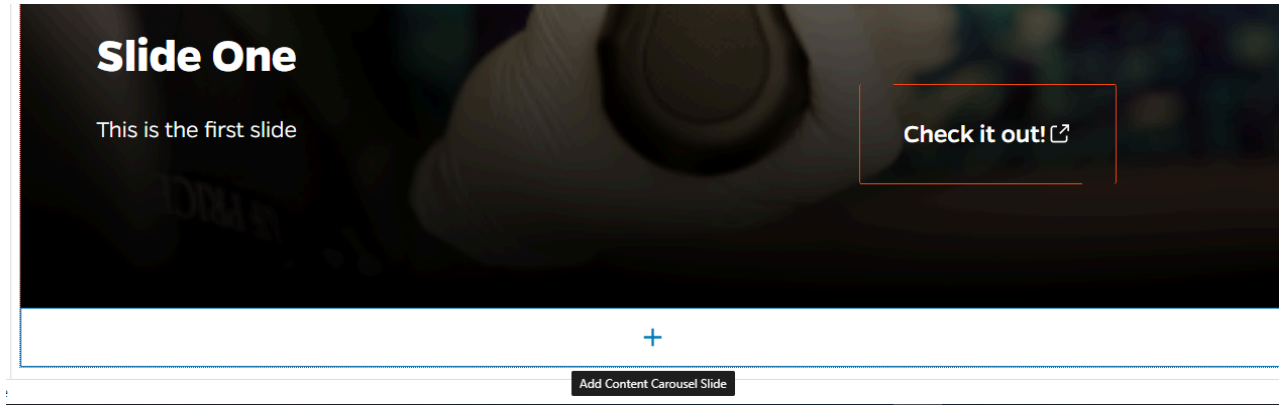 Slide One
This is the first slide
Check it out!
Add Content Carousel Slide